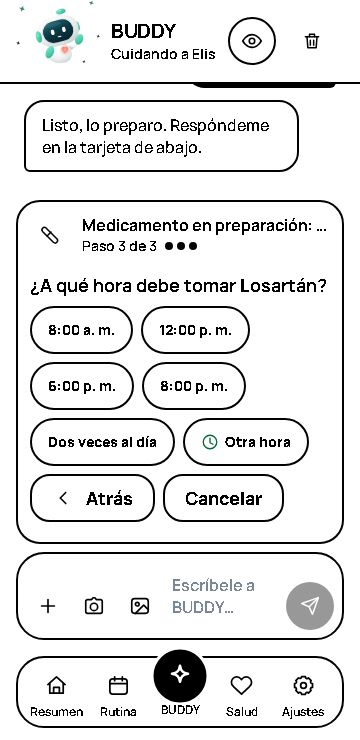 BUDDY
Cuidando a Elis
Listo, lo preparo. Respóndeme
en la tarjeta de abajo.
Medicamento en preparación: ...
Paso 3 de 3
¿A qué hora debe tomar Losartán?
8:00 a. m.
12:00 p. m.
6:00 p. m.
8:00 p. m.
Dos veces al día
Otra hora
Atrás
Cancelar
Escríbele a
BUDDY...
Resumen
Rutina
BUDDY
Salud
Ajustes